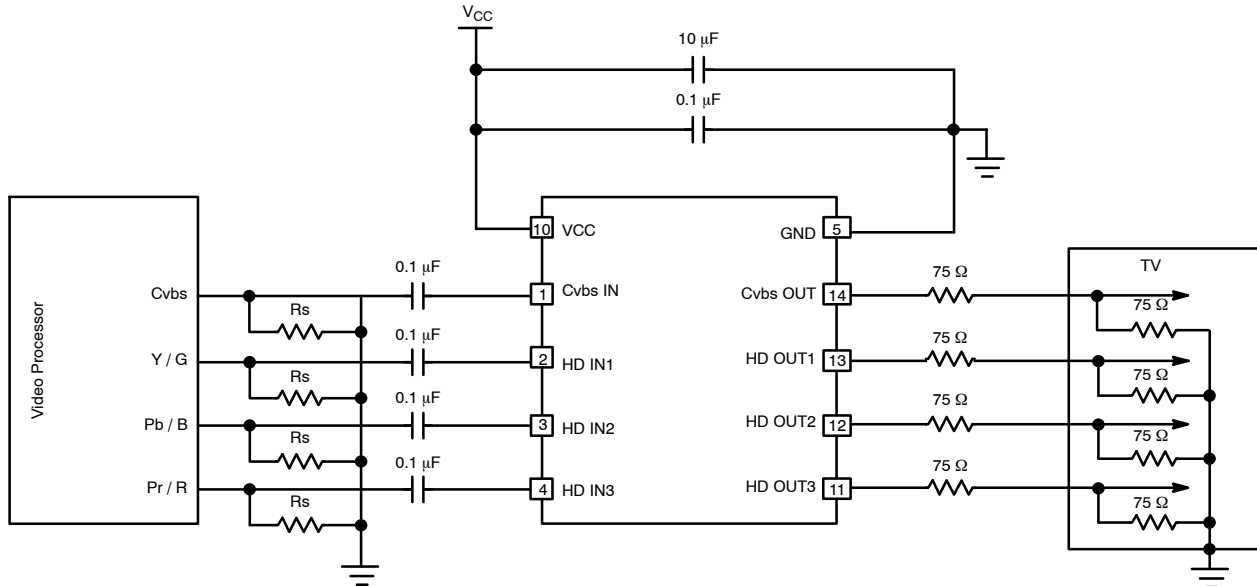 VCC
10 μF
0.1 μF
10 VCC
GND 5
TV
Video Processor
Cvbs
Rs
0.1 μF
1 Cvbs IN
Cvbs OUT 14
75 Ω
75 Ω
Y / G
Rs
0.1 μF
2 HD IN1
HD OUT1 13
75 Ω
75 Ω
Pb / B
Rs
0.1 μF
3 HD IN2
HD OUT2 12
75 Ω
75 Ω
Pr / R
Rs
0.1 μF
4 HD IN3
HD OUT3 11
75 Ω
75 Ω